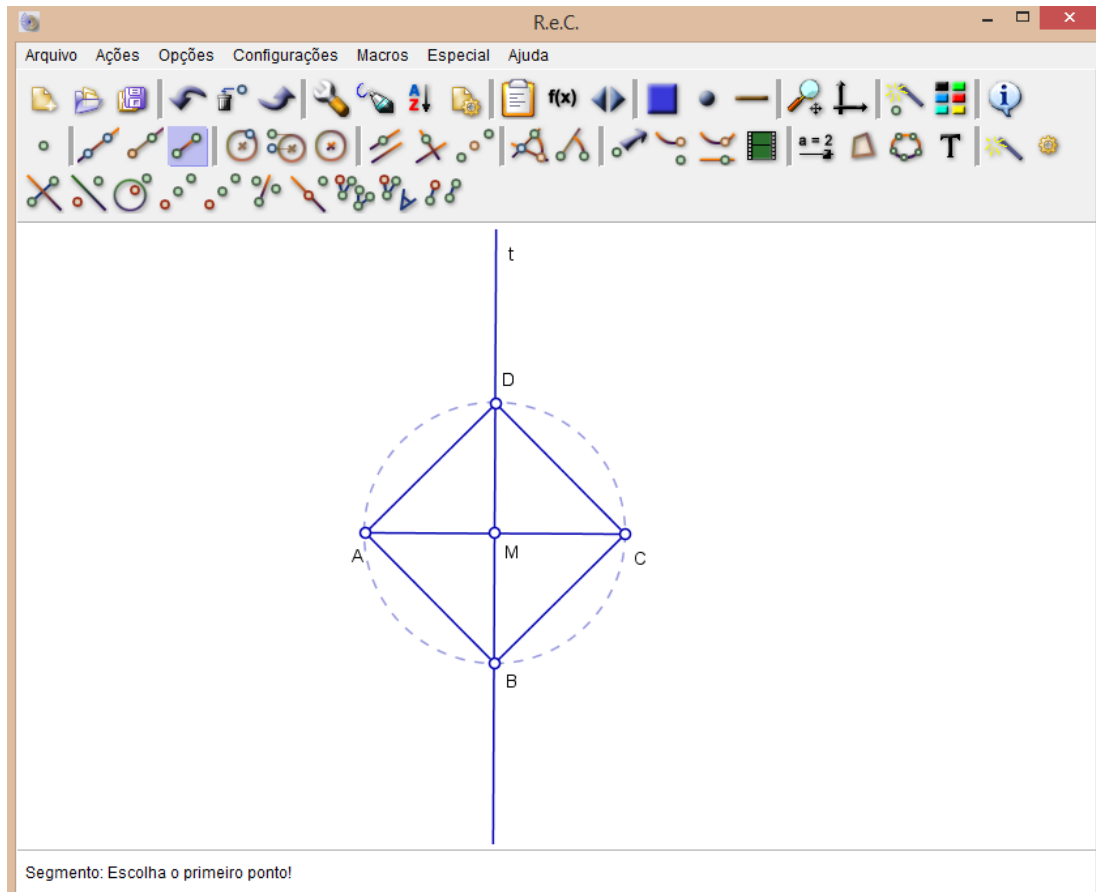 R.e.C.
Arquivo Ações Opções Configurações Macros Especial Ajuda
A Z f(x) i
a = 2 T
t
D
A M C
B
Segmento: Escolha o primeiro ponto!